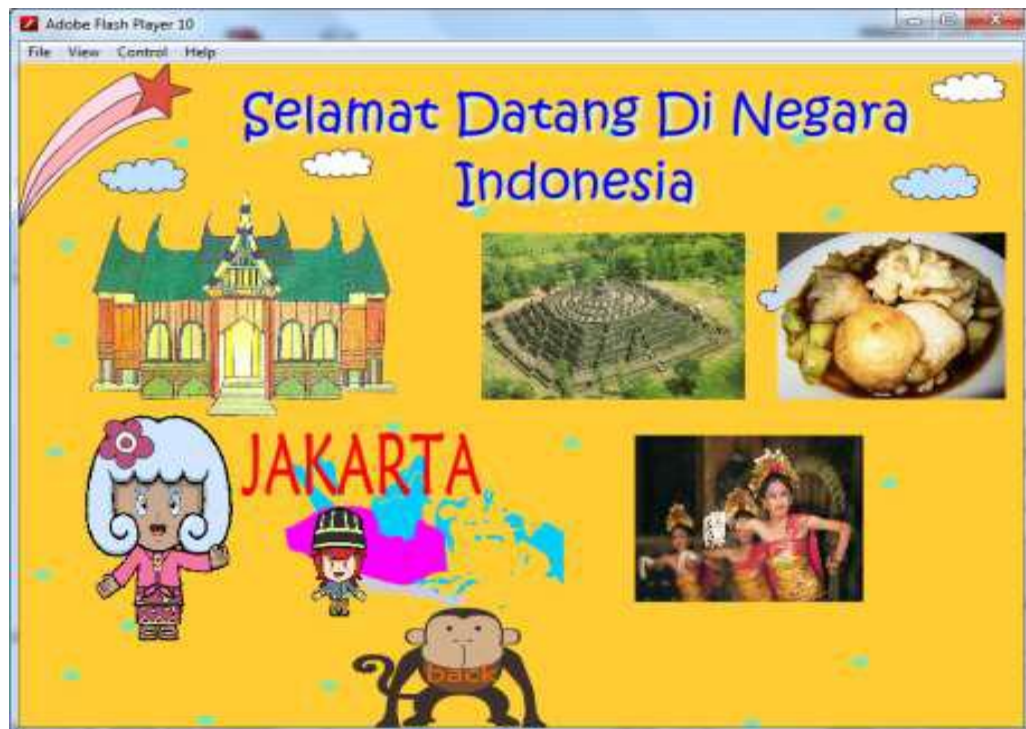 Adobe Flash Player 10
File View Control Help
Selamat Datang Di Negara
Indonesia
JAKARTA
back